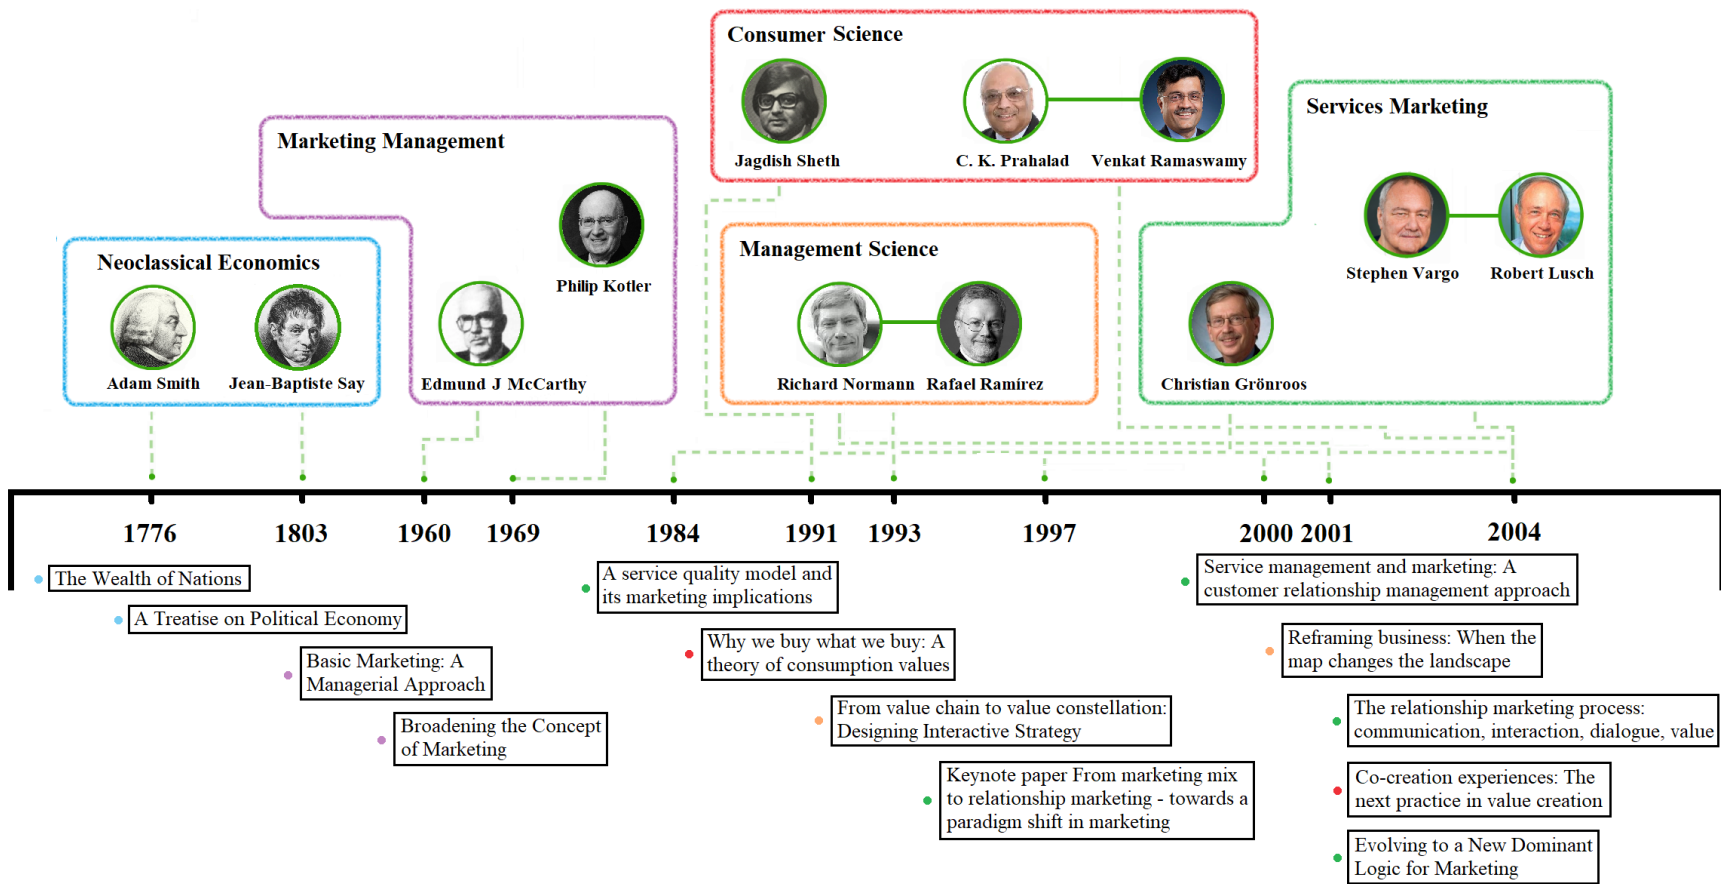 Consumer Science
Jagdish Sheth
C. K. Prahalad
Venkat Ramaswamy
Services Marketing
Stephen Vargo
Robert Lusch
Christian Grönroos
Marketing Management
Philip Kotler
Edmund J McCarthy
Management Science
Richard Normann
Rafael Ramírez
Neoclassical Economics
Adam Smith
Jean-Baptiste Say
1776
1803
1960
1969
1984
1991
1993
1997
2000
2001
2004
The Wealth of Nations
A Treatise on Political Economy
Basic Marketing: A
Managerial Approach
Broadening the Concept
of Marketing
A service quality model and
its marketing implications
Why we buy what we buy: A
theory of consumption values
From value chain to value constellation:
Designing Interactive Strategy
Keynote paper From marketing mix
to relationship marketing - towards a
paradigm shift in marketing
Service management and marketing: A
customer relationship management approach
Reframing business: When the
map changes the landscape
The relationship marketing process:
communication, interaction, dialogue, value
Co-creation experiences: The
next practice in value creation
Evolving to a New Dominant
Logic for Marketing